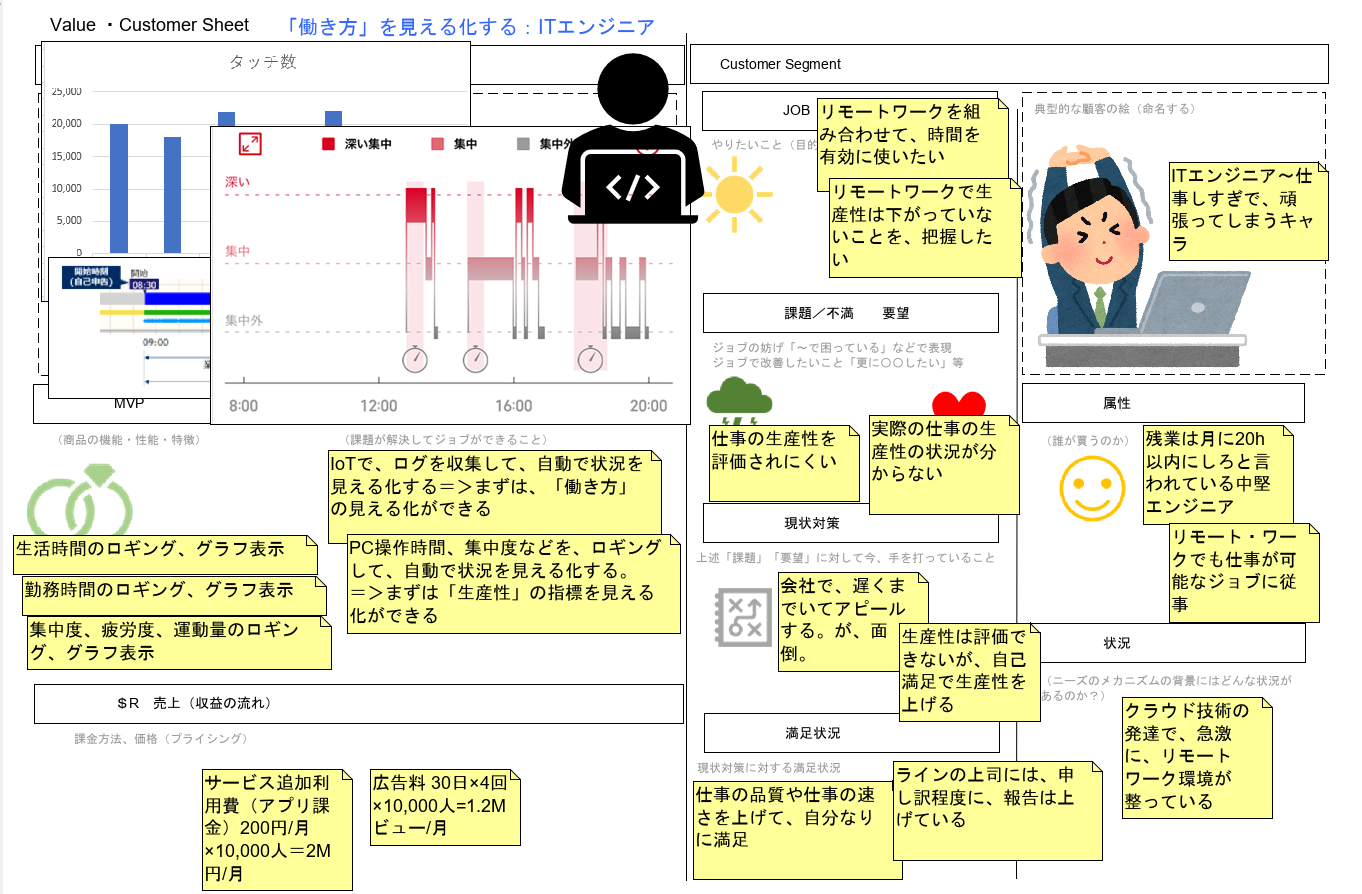 Value ・Customer Sheet
「働き方」を見える化する：ITエンジニア
タッチ数
25,000
20,000
15,000
10,000
5,000
0
開始時刻
(自己申告)
開始
08:30
09:00
深い集中
集中
集中外
深い
集中
集中外
8:00
12:00
16:00
20:00
MVP
（商品の機能・性能・特徴）
（課題が解決してジョブができること）
IoTで、ログを収集して、自動で状況を
見える化する＝＞まずは、「働き方」
の見える化ができる
PC操作時間、集中度などを、ロギング
して、自動で状況を見える化する。
＝＞まずは「生産性」の指標を見える
化ができる
生活時間のロギング、グラフ表示
勤務時間のロギング、グラフ表示
集中度、疲労度、運動量のロギン
グ、グラフ表示
＄R　売上（収益の流れ）
課金方法、価格（プライシング）
サービス追加利
用費（アプリ課
金）200円/月
×10,000人＝2M
円/月
広告料 30日×4回
×10,000人=1.2M
ビュー/月
Customer Segment
JOB
やりたいこと（目的
リモートワークを組
み合わせて、時間を
有効に使いたい
リモートワークで生
産性は下がっていな
いことを、把握した
い
課題／不満　　要望
ジョブの妨げ「～で困っている」などで表現
ジョブで改善したいこと「更に〇〇したい」等
仕事の生産性を
評価されにくい
実際の仕事の生
産性の状況が分
からない
現状対策
上述「課題」「要望」に対して今、手を打っていること
会社で、遅くま
でいてアピール
する。が、面
倒。
生産性は評価で
きないが、自己
満足で生産性を
上げる
満足状況
現状対策に対する満足状況
仕事の品質や仕事の速
さを上げて、自分なり
に満足
ラインの上司には、申
し訳程度に、報告は上
げている
典型的な顧客の絵（命名する）
ITエンジニア～仕
事しすぎで、頑
張ってしまうキャ
ラ
属性
（誰が買うのか）
残業は月に20h
以内にしろと言
われている中堅
エンジニア
リモート・ワー
クでも仕事が可
能なジョブに従
事
状況
（ニーズのメカニズムの背景にはどんな状況が
あるのか？）
クラウド技術の
発達で、急激
に、リモート
ワーク環境が
整っている